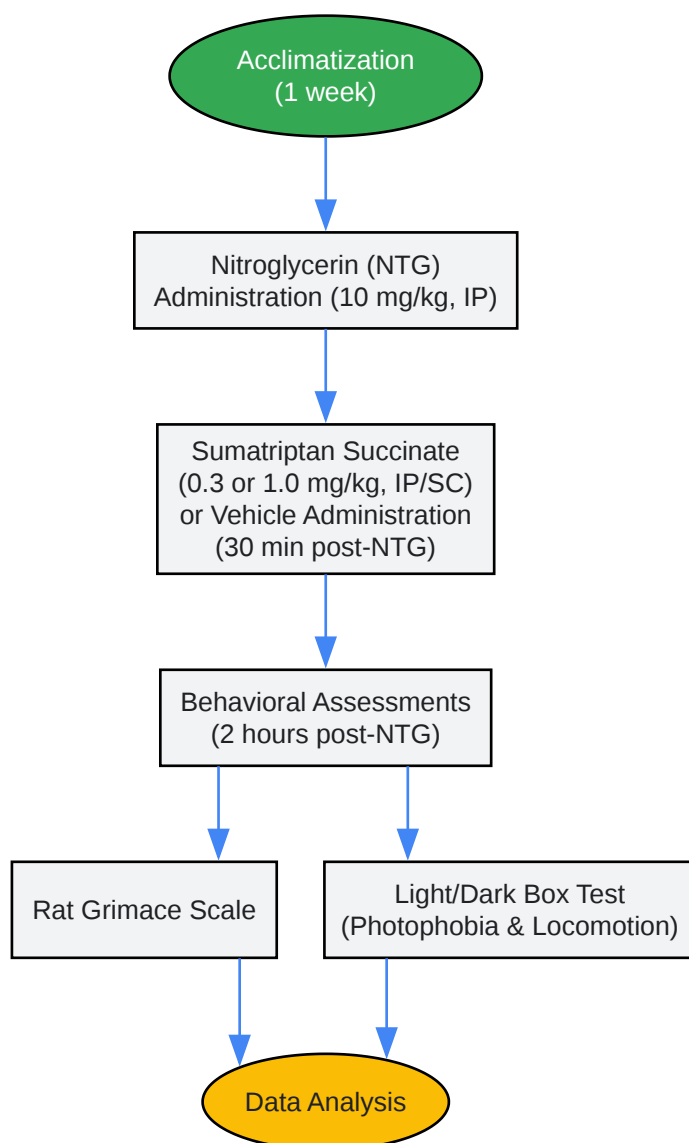 Acclimatization
(1 week)
Nitroglycerin (NTG)
Administration (10 mg/kg, IP)
Sumatriptan Succinate
(0.3 or 1.0 mg/kg, IP/SC)
or Vehicle Administration
(30 min post-NTG)
Behavioral Assessments
(2 hours post-NTG)
Rat Grimace Scale
Light/Dark Box Test
(Photophobia & Locomotion)
Data Analysis